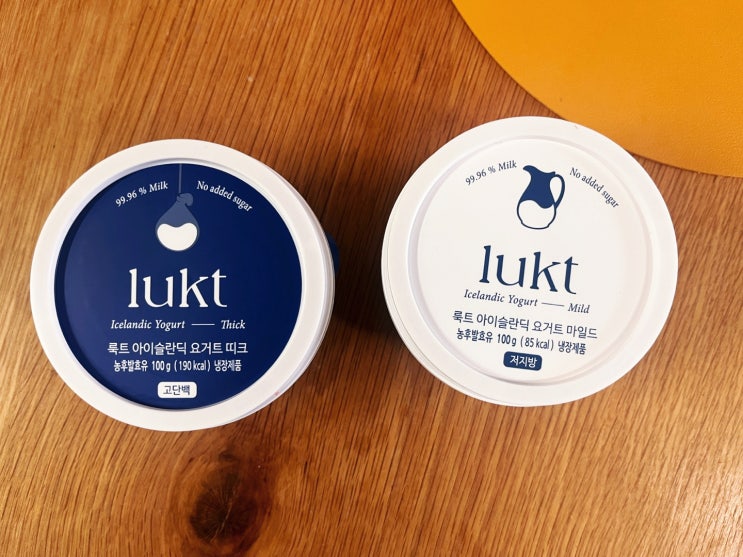 99.96 % Milk
No added sugar
lukt
Icelandic Yogurt — Thick
룩트 아이슬란딕 요거트 띠크
농후발효유 100 g ( 190 kcal ) 냉장제품
고단백
99.96 % Milk
No added sugar
lukt
Icelandic Yogurt — Mild
룩트 아이슬란딕 요거트 마일드
농후발효유 100 g ( 85 kcal ) 냉장제품
저지방